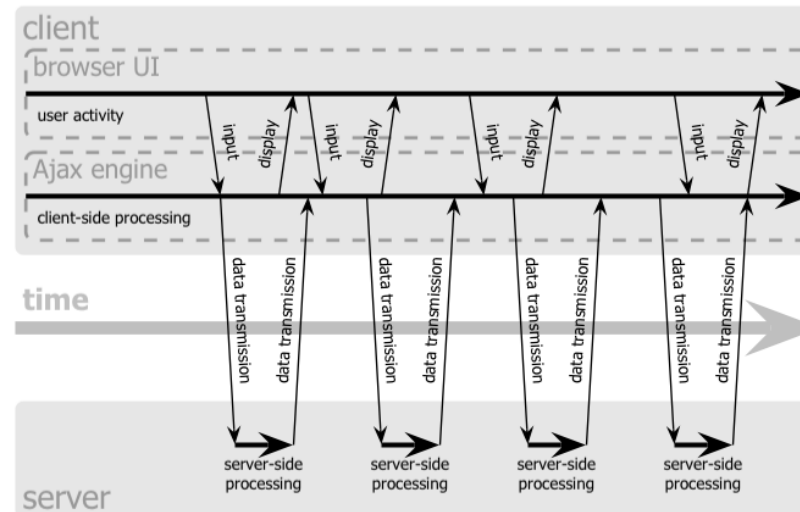 client
browser UI
user activity
input
display
input
display
input
display
input
display
Ajax engine
client-side processing
data transmission
data transmission
data transmission
data transmission
data transmission
data transmission
data transmission
data transmission
time
server-side
processing
server-side
processing
server-side
processing
server-side
processing
server